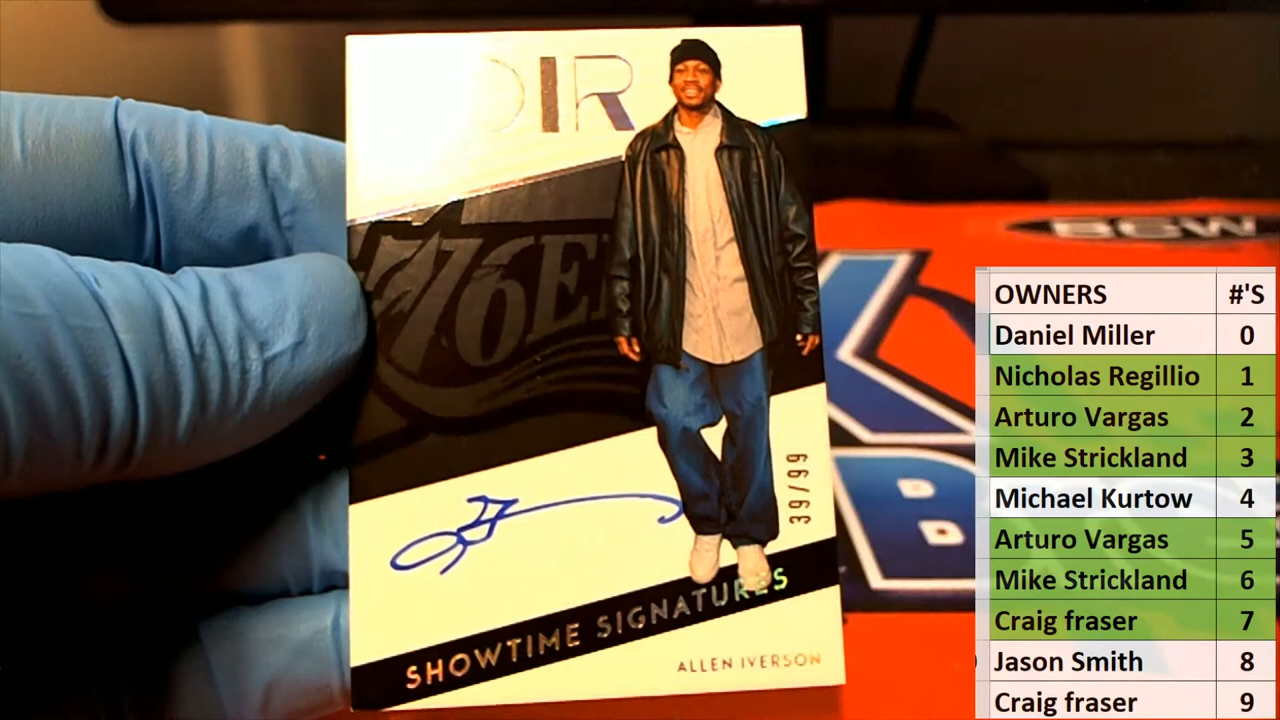 OIR
76E
39/99
SHOWTIME SIGNATURES
ALLEN IVERSON
BCW
OWNERS #'S
Daniel Miller 0
Nicholas Regillio 1
Arturo Vargas 2
Mike Strickland 3
Michael Kurtow 4
Arturo Vargas 5
Mike Strickland 6
Craig fraser 7
Jason Smith 8
Craig fraser 9